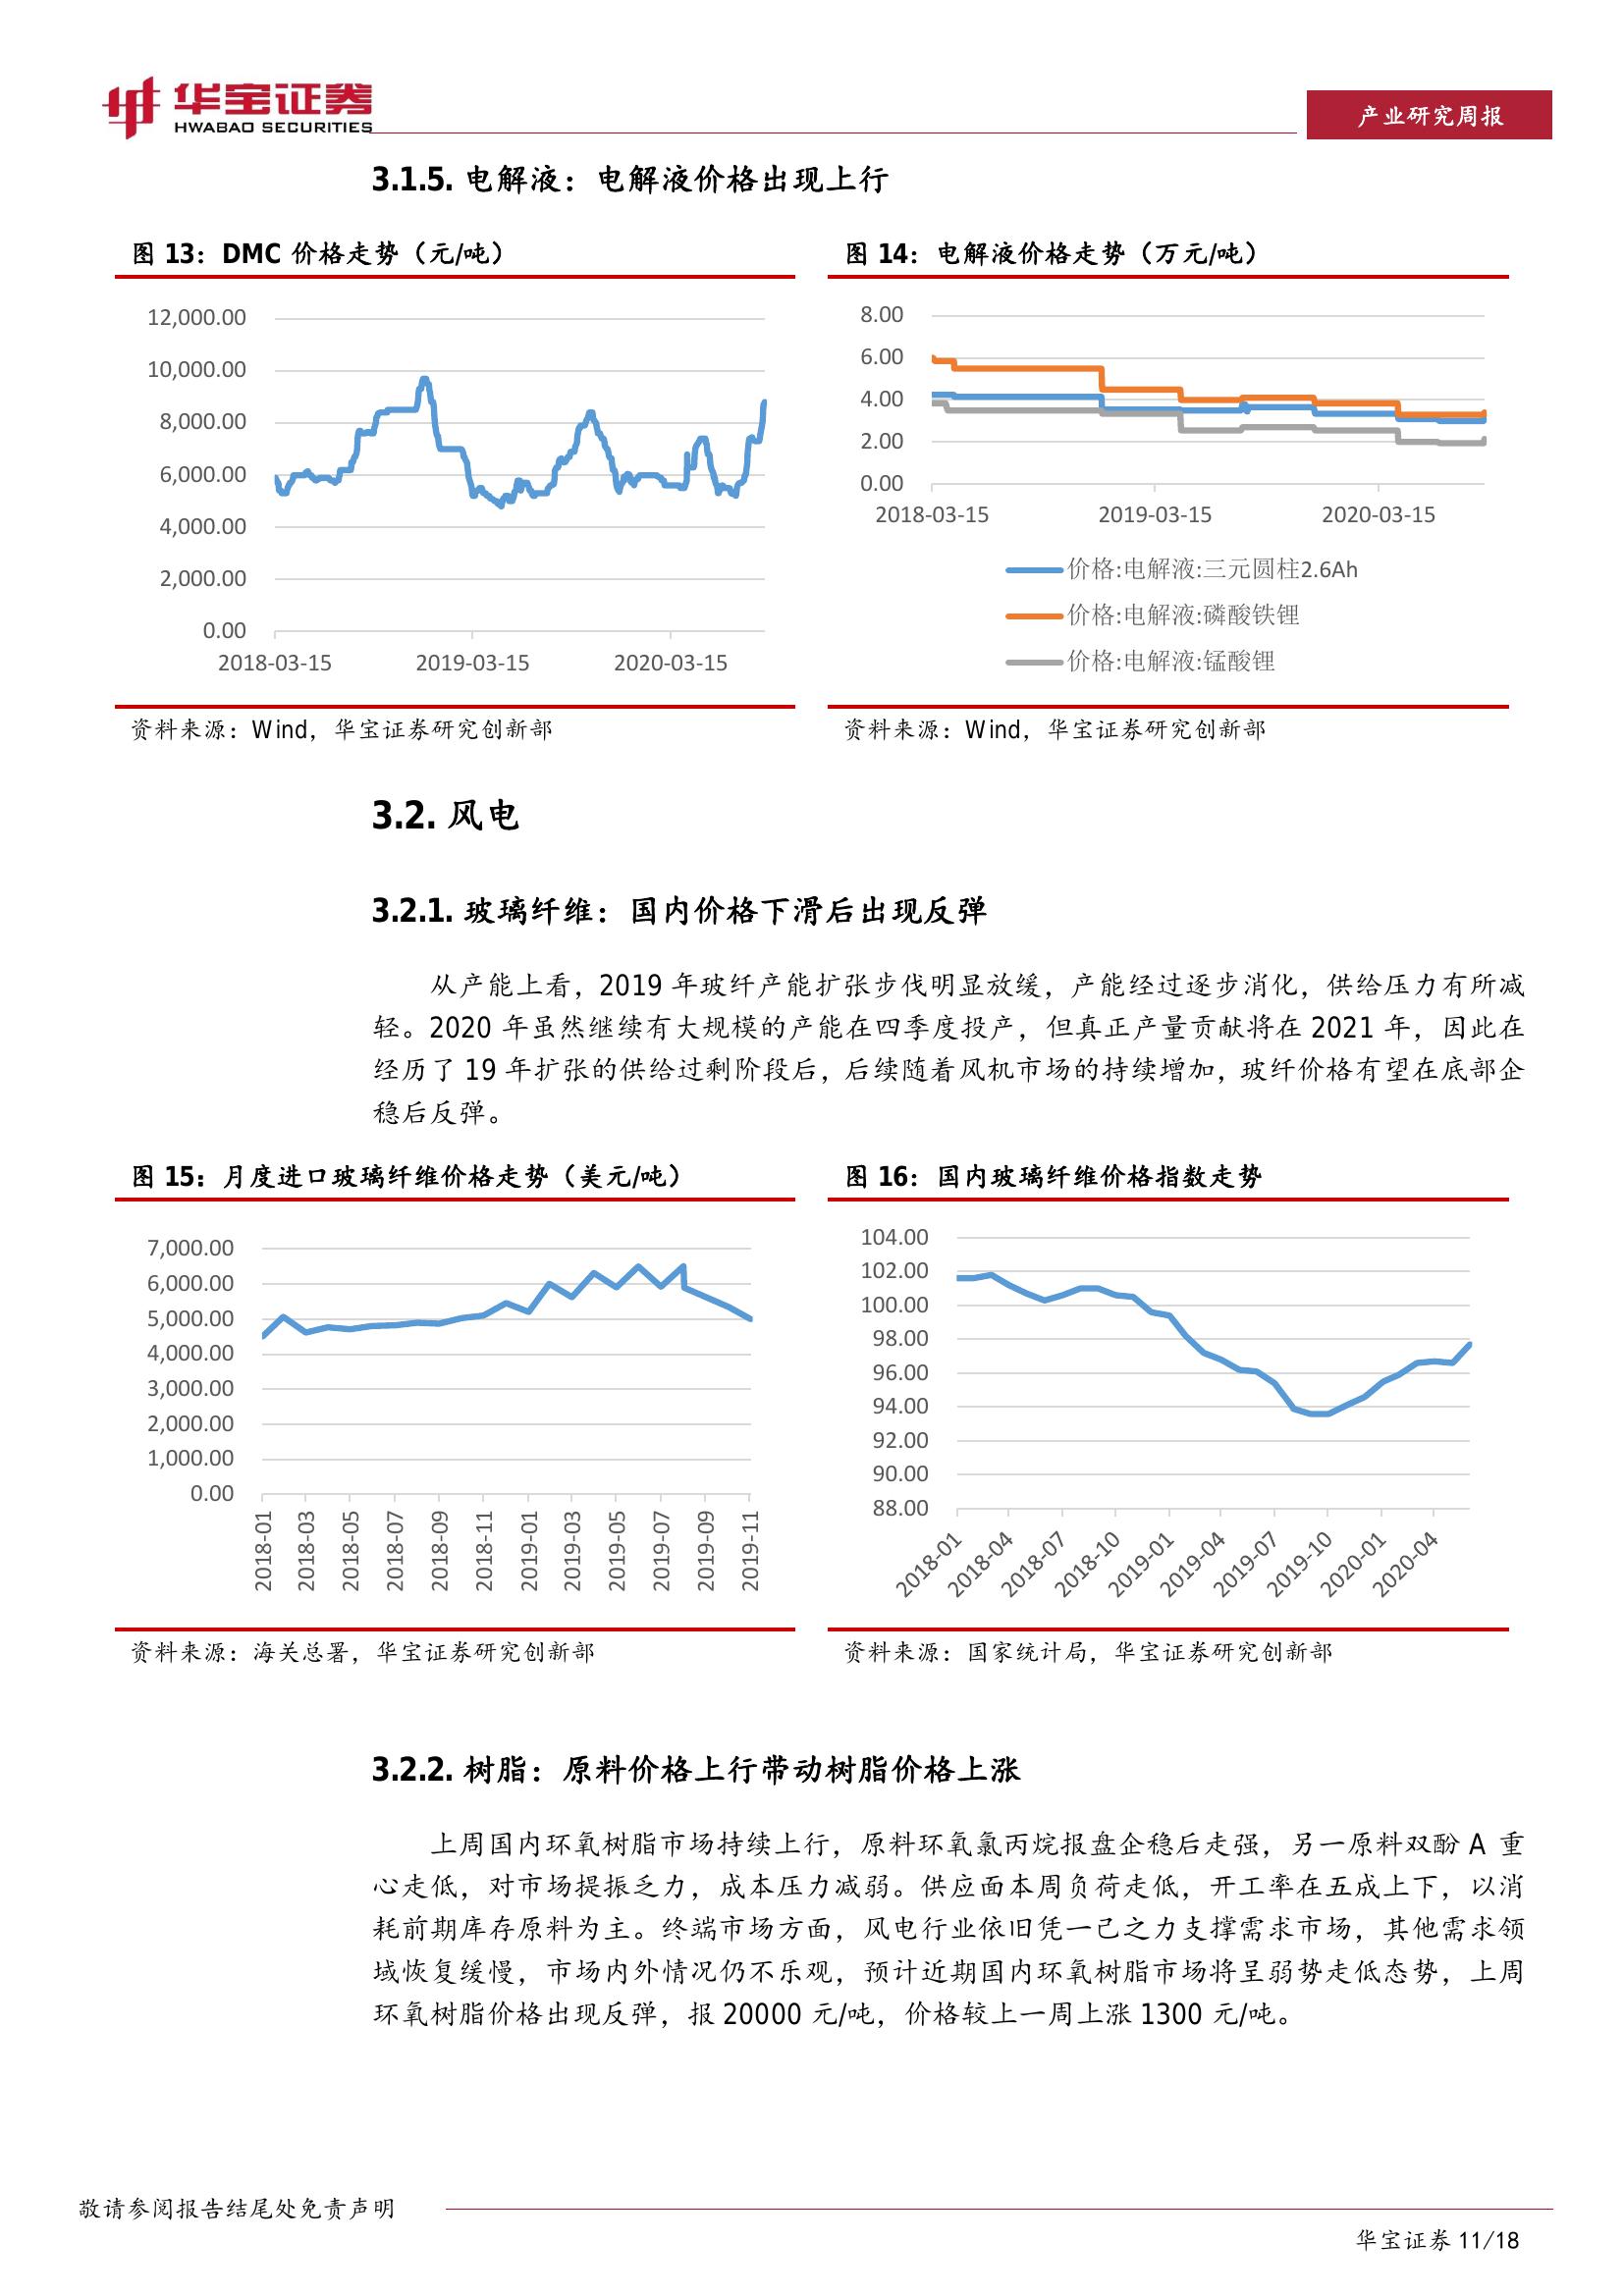 华宝证券
HWABAO SECURITIES
产业研究周报
3.1.5. 电解液：电解液价格出现上行
图 13：DMC 价格走势（元/吨）
12,000.00
10,000.00
8,000.00
6,000.00
4,000.00
2,000.00
0.00
2018-03-15 2019-03-15 2020-03-15
资料来源：Wind，华宝证券研究创新部
图 14：电解液价格走势（万元/吨）
8.00
6.00
4.00
2.00
0.00
2018-03-15 2019-03-15 2020-03-15
价格:电解液:三元圆柱2.6Ah
价格:电解液:磷酸铁锂
价格:电解液:锰酸锂
资料来源：Wind，华宝证券研究创新部
3.2. 风电
3.2.1. 玻璃纤维：国内价格下滑后出现反弹
从产能上看，2019 年玻纤产能扩张步伐明显放缓，产能经过逐步消化，供给压力有所减
轻。2020 年虽然继续有大规模的产能在四季度投产，但真正产量贡献将在 2021 年，因此在
经历了 19 年扩张的供给过剩阶段后，后续随着风机市场的持续增加，玻纤价格有望在底部企
稳后反弹。
图 15：月度进口玻璃纤维价格走势（美元/吨）
7,000.00
6,000.00
5,000.00
4,000.00
3,000.00
2,000.00
1,000.00
0.00
2018-01 2018-03 2018-05 2018-07 2018-09 2018-11 2019-01 2019-03 2019-05 2019-07 2019-09 2019-11
资料来源：海关总署，华宝证券研究创新部
图 16：国内玻璃纤维价格指数走势
104.00
102.00
100.00
98.00
96.00
94.00
92.00
90.00
88.00
2018-01 2018-04 2018-07 2018-10 2019-01 2019-04 2019-07 2019-10 2020-01 2020-04
资料来源：国家统计局，华宝证券研究创新部
3.2.2. 树脂：原料价格上行带动树脂价格上涨
上周国内环氧树脂市场持续上行，原料环氧氯丙烷报盘企稳后走强，另一原料双酚 A 重
心走低，对市场提振乏力，成本压力减弱。供应面本周负荷走低，开工率在五成上下，以消
耗前期库存原料为主。终端市场方面，风电行业依旧凭一己之力支撑需求市场，其他需求领
域恢复缓慢，市场内外情况仍不乐观，预计近期国内环氧树脂市场将呈弱势走低态势，上周
环氧树脂价格出现反弹，报 20000 元/吨，价格较上一周上涨 1300 元/吨。
敬请参阅报告结尾处免责声明
华宝证券 11/18